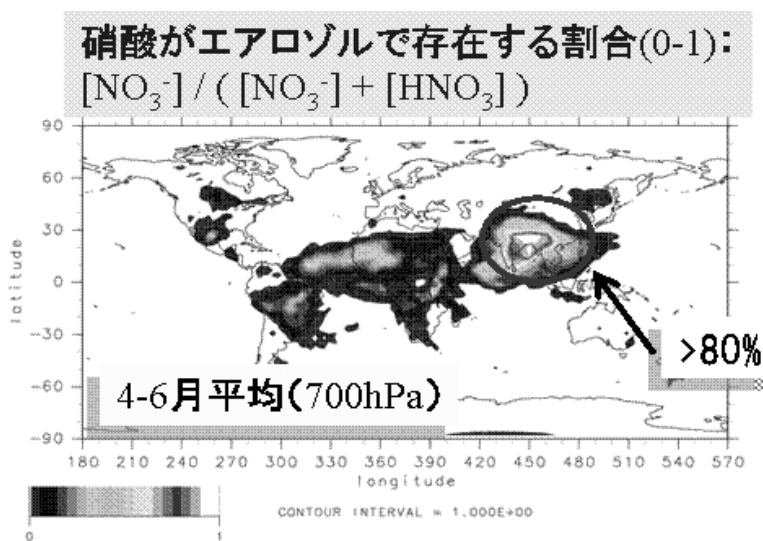 硝酸がエアロゾルで存在する割合(0-1):
[NO₃⁻] / ( [NO₃⁻] + [HNO₃] )
90
60
30
0
−30
−60
−90
latitude
>80%
4-6月平均(700hPa)
180 210 240 270 300 330 360 390 420 450 480 510 540 570
longitude
CONTOUR INTERVAL = 1.000E+00
0 1